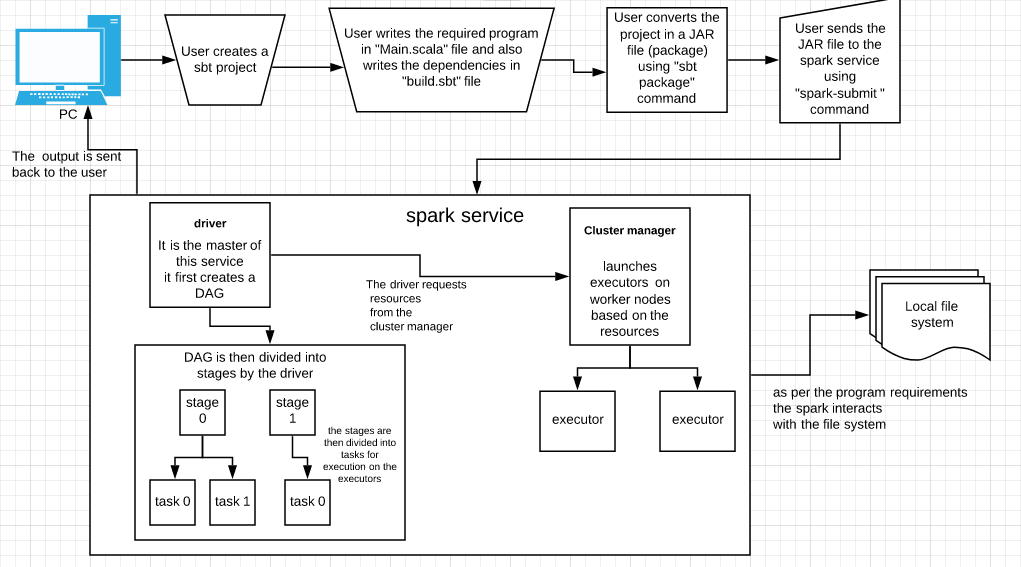 PC
User creates a
sbt project
User writes the required program
in "Main.scala" file and also
writes the dependencies in
"build.sbt" file
User converts the
project in a JAR
file (package)
using "sbt
package"
command
User sends the
JAR file to the
spark service
using
"spark-submit "
command
The output is sent
back to the user
spark service
driver
It is the master of
this service
it first creates a
DAG
The driver requests
resources
from the
cluster manager
Cluster manager
launches
executors on
worker nodes
based on the
resources
executor
executor
DAG is then divided into
stages by the driver
stage
0
stage
1
the stages are
then divided into
tasks for
execution on the
executors
task 0
task 1
task 0
Local file
system
as per the program requirements
the spark interacts
with the file system